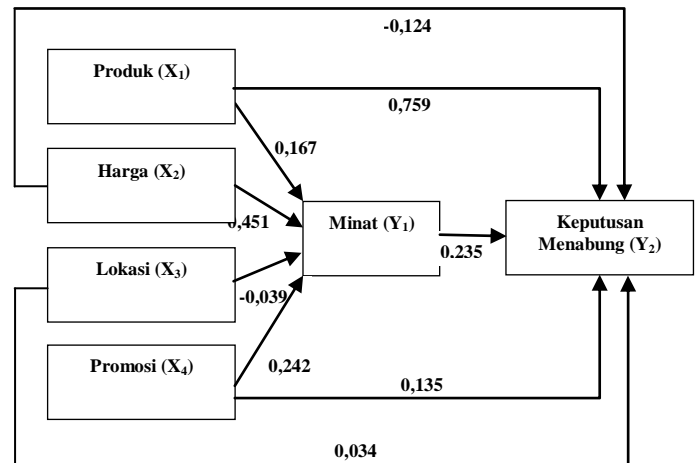 -0,124
Produk (X₁)
0,759
0,167
Harga (X₂)
0,451
Minat (Y₁)
0.235
Keputusan
Menabung (Y₂)
Lokasi (X₃)
-0,039
Promosi (X₄)
0,242
0,135
0,034